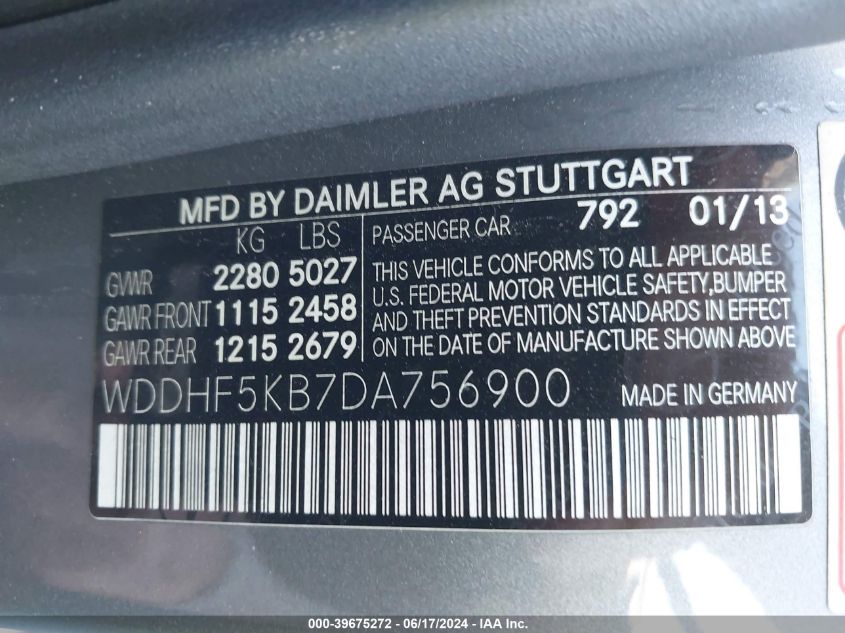 MFD BY DAIMLER AG STUTTGART
KG LBS
GVWR 2280 5027
GAWR FRONT 1115 2458
GAWR REAR 1215 2679
PASSENGER CAR 792 01/13
THIS VEHICLE CONFORMS TO ALL APPLICABLE
U.S. FEDERAL MOTOR VEHICLE SAFETY,BUMPER
AND THEFT PREVENTION STANDARDS IN EFFECT
ON THE DATE OF MANUFACTURE SHOWN ABOVE
WDDHF5KB7DA756900 MADE IN GERMANY
000-39675272 - 06/17/2024 - IAA Inc.